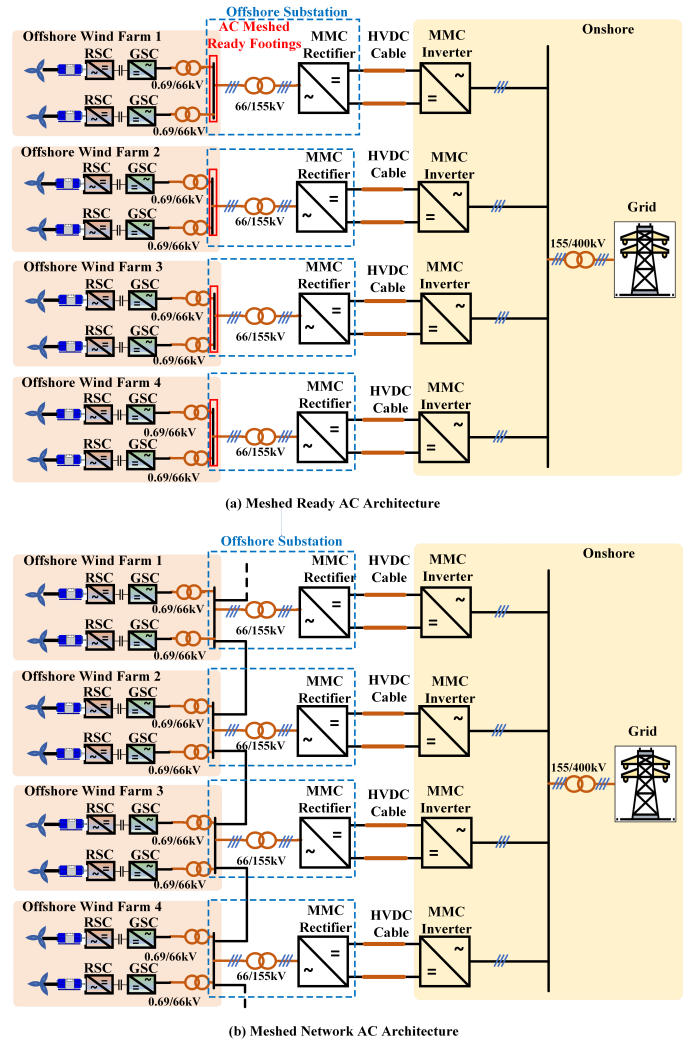 Offshore Substation
Onshore
Offshore Wind Farm 1
AC Meshed
Ready Footings
MMC
Rectifier
HVDC
Cable
MMC
Inverter
RSC
GSC
0.69/66kV
66/155kV
RSC
GSC
0.69/66kV
Offshore Wind Farm 2
MMC
Rectifier
HVDC
Cable
MMC
Inverter
RSC
GSC
0.69/66kV
66/155kV
RSC
GSC
0.69/66kV
Grid
155/400kV
Offshore Wind Farm 3
MMC
Rectifier
HVDC
Cable
MMC
Inverter
RSC
GSC
0.69/66kV
66/155kV
RSC
GSC
0.69/66kV
Offshore Wind Farm 4
MMC
Rectifier
HVDC
Cable
MMC
Inverter
RSC
GSC
0.69/66kV
66/155kV
RSC
GSC
0.69/66kV
(a) Meshed Ready AC Architecture
Offshore Substation
Onshore
Offshore Wind Farm 1
MMC
Rectifier
HVDC
Cable
MMC
Inverter
RSC
GSC
0.69/66kV
66/155kV
RSC
GSC
0.69/66kV
Offshore Wind Farm 2
MMC
Rectifier
HVDC
Cable
MMC
Inverter
RSC
GSC
0.69/66kV
66/155kV
RSC
GSC
0.69/66kV
Grid
155/400kV
Offshore Wind Farm 3
MMC
Rectifier
HVDC
Cable
MMC
Inverter
RSC
GSC
0.69/66kV
66/155kV
RSC
GSC
0.69/66kV
Offshore Wind Farm 4
MMC
Rectifier
HVDC
Cable
MMC
Inverter
RSC
GSC
0.69/66kV
66/155kV
RSC
GSC
0.69/66kV
(b) Meshed Network AC Architecture